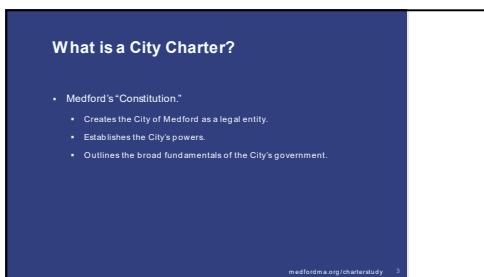 What is a City Charter?
• Medford's "Constitution."
▪ Creates the City of Medford as a legal entity.
▪ Establishes the City's powers.
▪ Outlines the broad fundamentals of the City's government.
medfordma.org/charterstudy 3